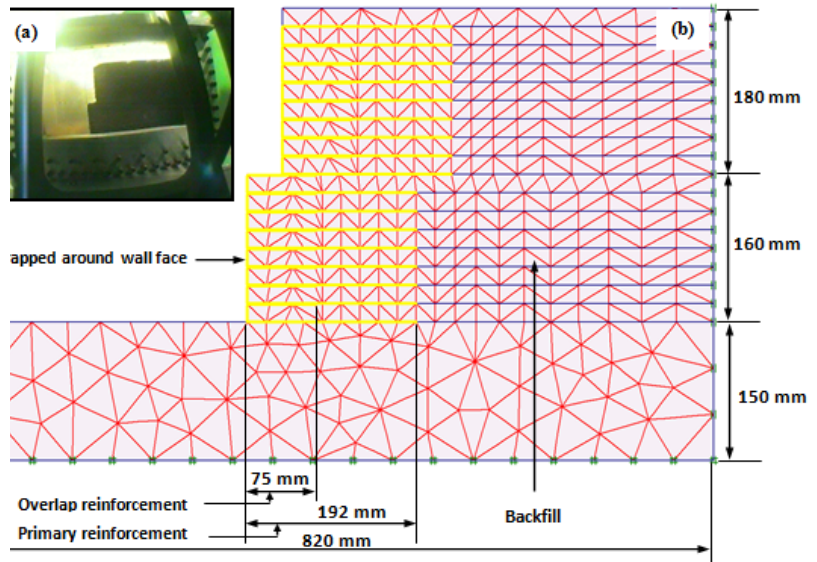 (a)
(b)
180 mm
160 mm
rapped around wall face
150 mm
75 mm
Overlap reinforcement
192 mm
Primary reinforcement
Backfill
820 mm